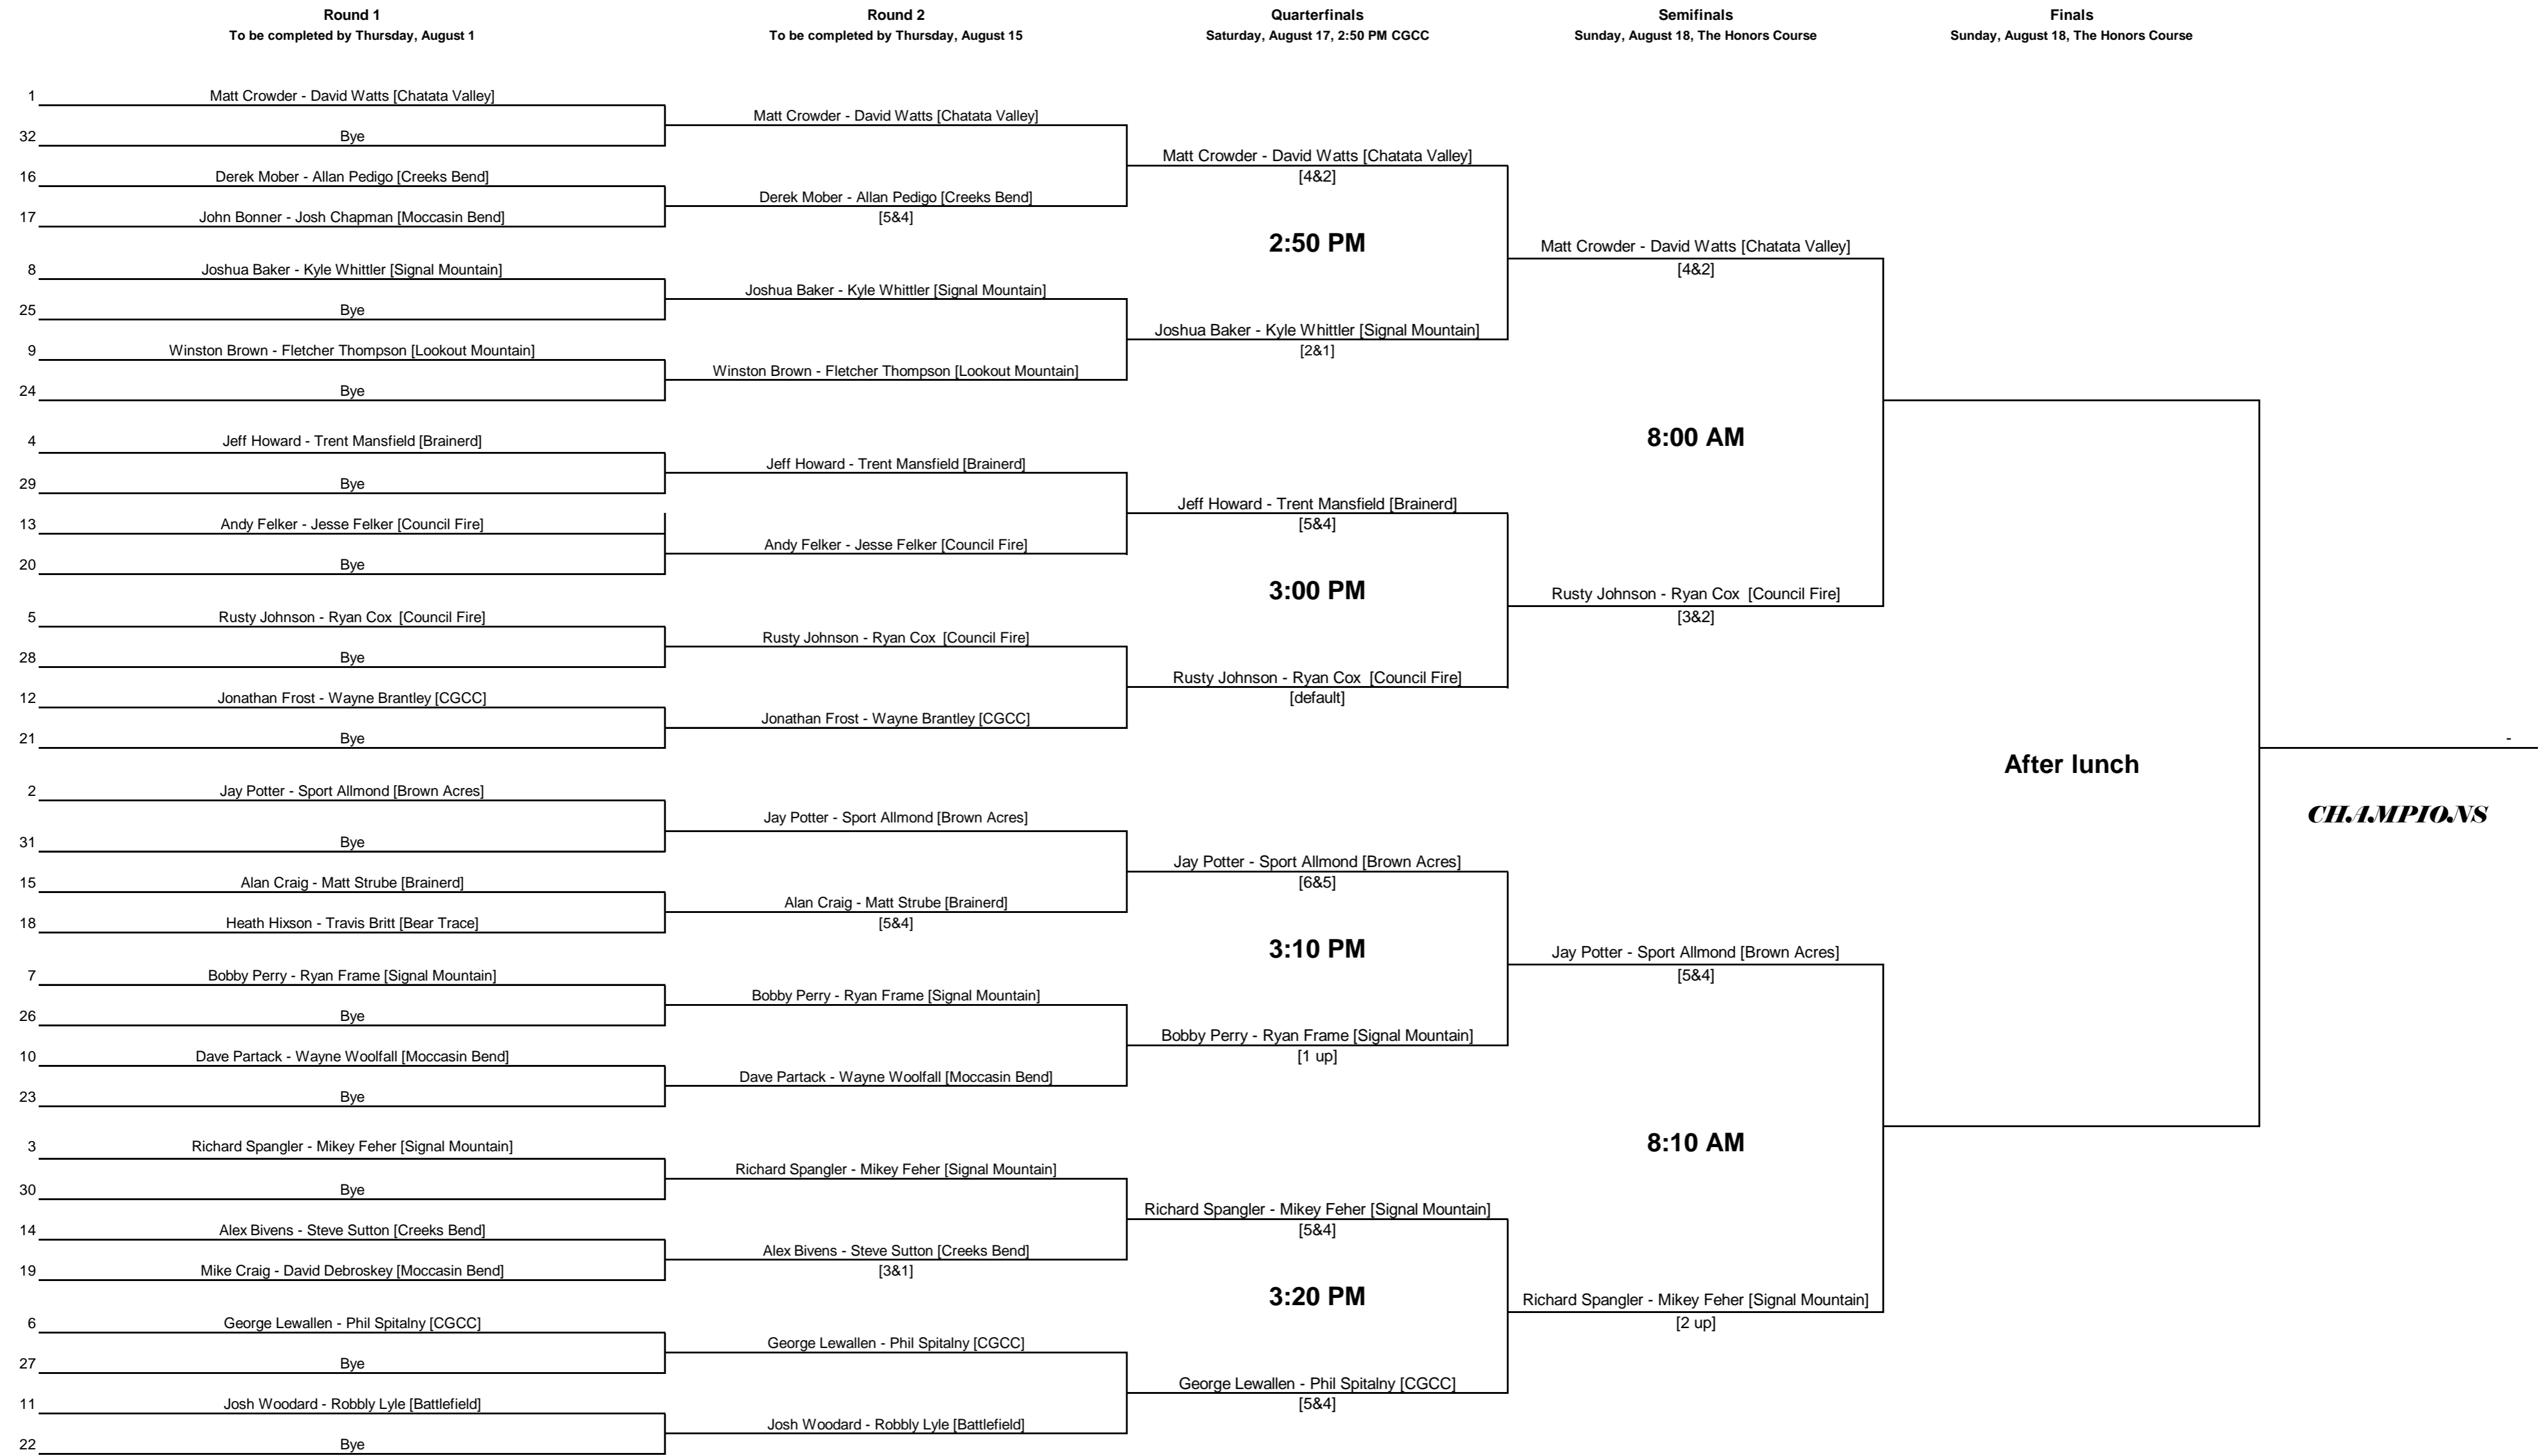 Round 1
To be completed by Thursday, August 1
Round 2
To be completed by Thursday, August 15
Quarterfinals
Saturday, August 17, 2:50 PM CGCC
Semifinals
Sunday, August 18, The Honors Course
Finals
Sunday, August 18, The Honors Course
1 Matt Crowder - David Watts [Chatata Valley]
32 Bye
16 Derek Mober - Allan Pedigo [Creeks Bend]
17 John Bonner - Josh Chapman [Moccasin Bend]
8 Joshua Baker - Kyle Whittler [Signal Mountain]
25 Bye
9 Winston Brown - Fletcher Thompson [Lookout Mountain]
24 Bye
4 Jeff Howard - Trent Mansfield [Brainerd]
29 Bye
13 Andy Felker - Jesse Felker [Council Fire]
20 Bye
5 Rusty Johnson - Ryan Cox  [Council Fire]
28 Bye
12 Jonathan Frost - Wayne Brantley [CGCC]
21 Bye
2 Jay Potter - Sport Allmond [Brown Acres]
31 Bye
15 Alan Craig - Matt Strube [Brainerd]
18 Heath Hixson - Travis Britt [Bear Trace]
7 Bobby Perry - Ryan Frame [Signal Mountain]
26 Bye
10 Dave Partack - Wayne Woolfall [Moccasin Bend]
23 Bye
3 Richard Spangler - Mikey Feher [Signal Mountain]
30 Bye
14 Alex Bivens - Steve Sutton [Creeks Bend]
19 Mike Craig - David Debroskey [Moccasin Bend]
6 George Lewallen - Phil Spitalny [CGCC]
27 Bye
11 Josh Woodard - Robbly Lyle [Battlefield]
22 Bye
Matt Crowder - David Watts [Chatata Valley]
Derek Mober - Allan Pedigo [Creeks Bend]
[5&4]
Joshua Baker - Kyle Whittler [Signal Mountain]
Winston Brown - Fletcher Thompson [Lookout Mountain]
Jeff Howard - Trent Mansfield [Brainerd]
Andy Felker - Jesse Felker [Council Fire]
Rusty Johnson - Ryan Cox  [Council Fire]
Jonathan Frost - Wayne Brantley [CGCC]
Jay Potter - Sport Allmond [Brown Acres]
Alan Craig - Matt Strube [Brainerd]
[5&4]
Bobby Perry - Ryan Frame [Signal Mountain]
Dave Partack - Wayne Woolfall [Moccasin Bend]
Richard Spangler - Mikey Feher [Signal Mountain]
Alex Bivens - Steve Sutton [Creeks Bend]
[3&1]
George Lewallen - Phil Spitalny [CGCC]
Josh Woodard - Robbly Lyle [Battlefield]
Matt Crowder - David Watts [Chatata Valley]
[4&2]
2:50 PM
Joshua Baker - Kyle Whittler [Signal Mountain]
[2&1]
Jeff Howard - Trent Mansfield [Brainerd]
[5&4]
3:00 PM
Rusty Johnson - Ryan Cox  [Council Fire]
[default]
Jay Potter - Sport Allmond [Brown Acres]
[6&5]
3:10 PM
Bobby Perry - Ryan Frame [Signal Mountain]
[1 up]
Richard Spangler - Mikey Feher [Signal Mountain]
[5&4]
3:20 PM
George Lewallen - Phil Spitalny [CGCC]
[5&4]
Matt Crowder - David Watts [Chatata Valley]
[4&2]
8:00 AM
Rusty Johnson - Ryan Cox  [Council Fire]
[3&2]
Jay Potter - Sport Allmond [Brown Acres]
[5&4]
8:10 AM
Richard Spangler - Mikey Feher [Signal Mountain]
[2 up]
After lunch
-
CHAMPIONS